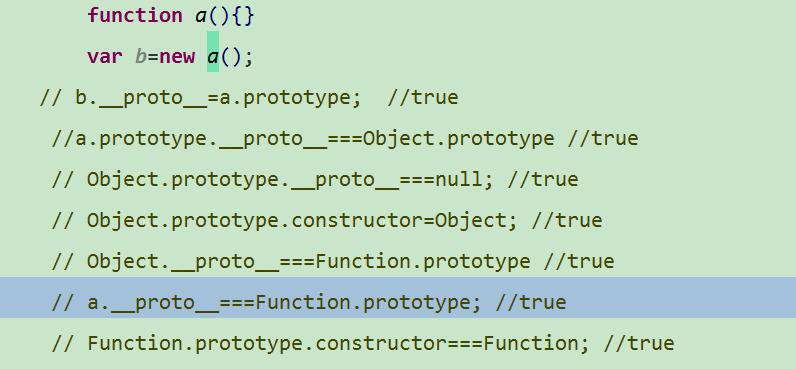 function a(){}
var b=new a();
// b.__proto__=a.prototype;  //true
//a.prototype.__proto__===Object.prototype //true
// Object.prototype.__proto__===null; //true
// Object.prototype.constructor=Object; //true
// Object.__proto__===Function.prototype //true
// a.__proto__===Function.prototype; //true
// Function.prototype.constructor===Function; //true